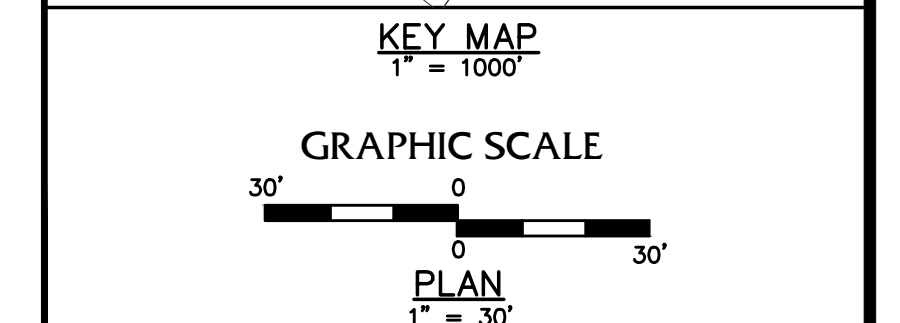 KEY MAP
1" = 1000'
GRAPHIC SCALE
30' 0
0 30'
PLAN
1" = 30'